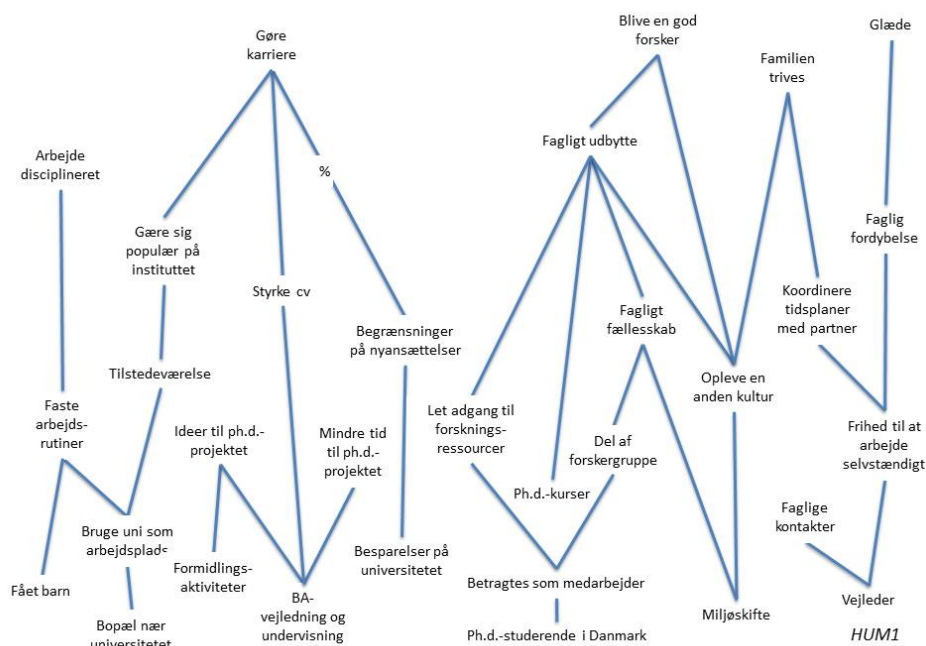 Gøre
karriere
Blive en god
forsker
Glæde
Familien
trives
Fagligt udbytte
Arbejde
disciplineret
%
Gære sig
populær på
instituttet
Faglig
fordybelse
Styrke cv
Fagligt
fællesskab
Koordinere
tidsplaner
med partner
Begrænsninger
på nyansættelser
Tilstedeværelse
Opleve en
anden kultur
Faste
arbejds-
rutiner
Let adgang til
forsknings-
ressourcer
Ideer til ph.d.-
projektet
Mindre tid
til ph.d.-
projektet
Del af
forskergruppe
Frihed til at
arbejde
selvstændigt
Ph.d.-kurser
Faglige
kontakter
Bruge uni som
arbejdsplads
Besparelser på
universitetet
Formidlings-
aktiviteter
Fået barn
Betragtes som medarbejder
BA-
vejledning og
undervisning
Vejleder
Miljøskifte
Bopæl nær
universitetet
Ph.d.-studerende i Danmark
HUM1